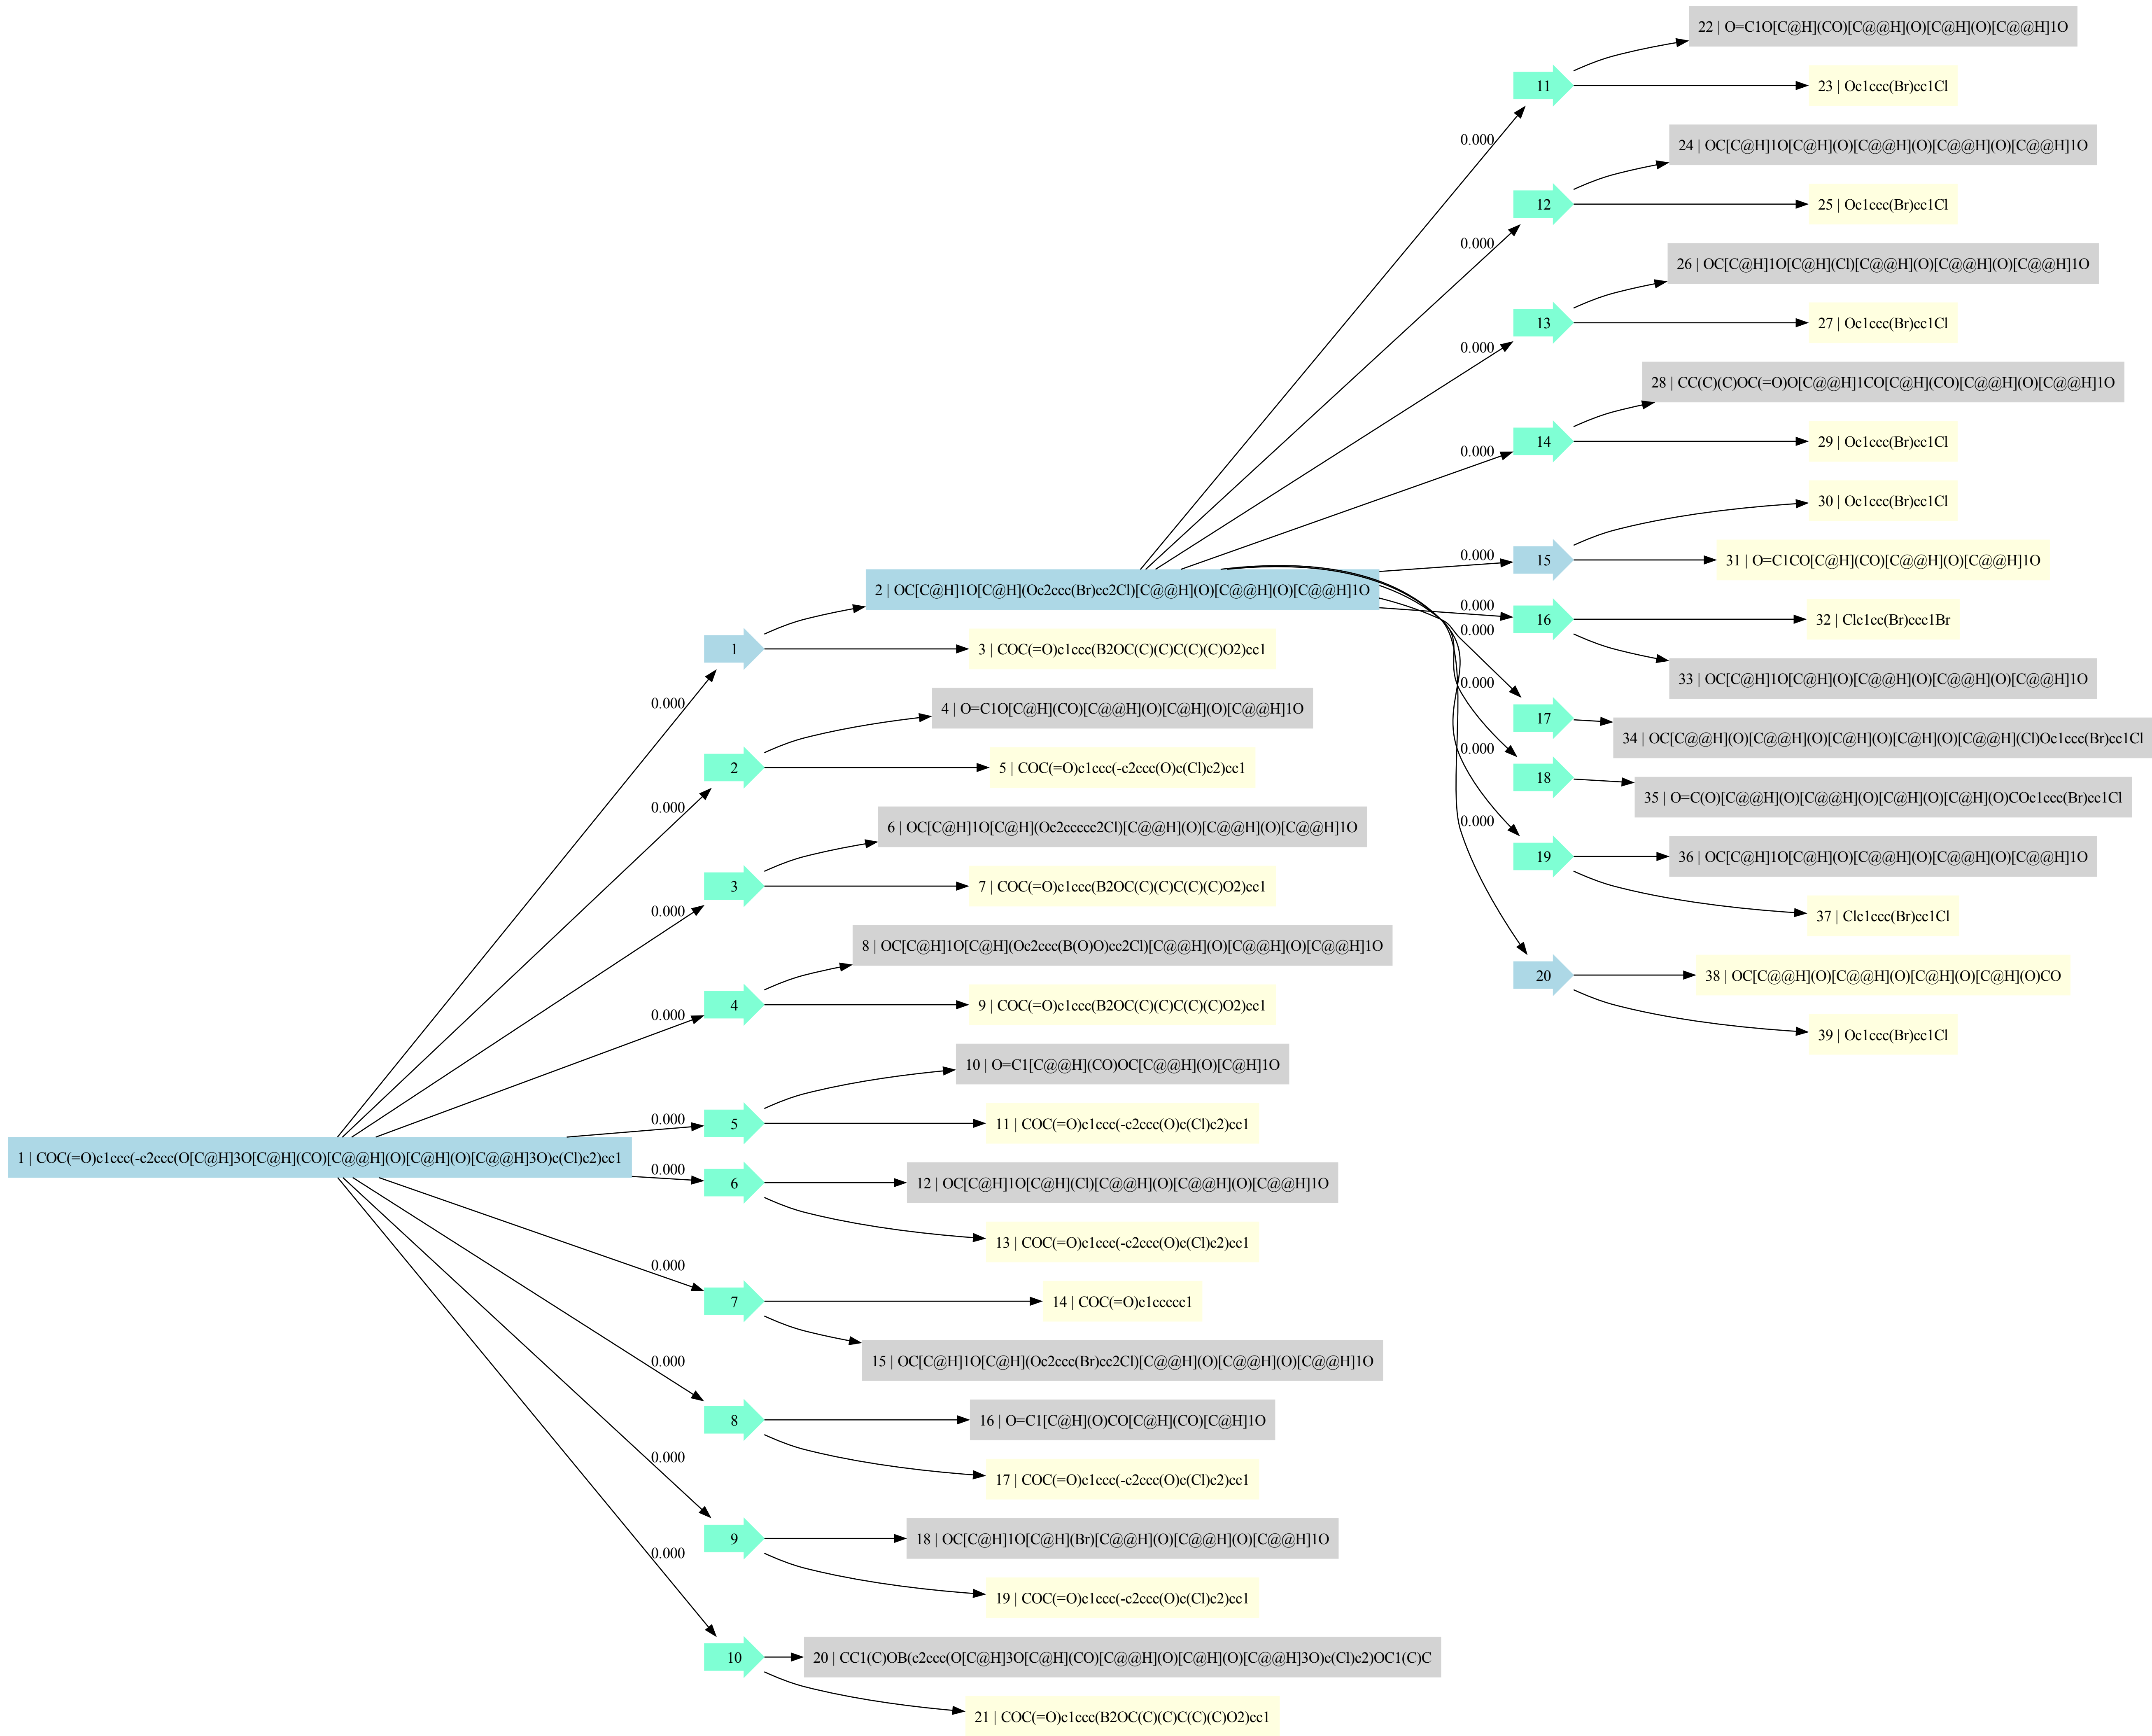 1 | COC(=O)c1ccc(-c2ccc(O[C@H]3O[C@H](CO)[C@@H](O)[C@H](O)[C@@H]3O)c(Cl)c2)cc1
0.000
0.000
0.000
0.000
0.000
0.000
0.000
0.000
0.000
0.000
1
2
3
4
5
6
7
8
9
10
2 | OC[C@H]1O[C@H](Oc2ccc(Br)cc2Cl)[C@@H](O)[C@@H](O)[C@@H]1O
3 | COC(=O)c1ccc(B2OC(C)(C)C(C)(C)O2)cc1
4 | O=C1O[C@H](CO)[C@@H](O)[C@H](O)[C@@H]1O
5 | COC(=O)c1ccc(-c2ccc(O)c(Cl)c2)cc1
6 | OC[C@H]1O[C@H](Oc2ccccc2Cl)[C@@H](O)[C@@H](O)[C@@H]1O
7 | COC(=O)c1ccc(B2OC(C)(C)C(C)(C)O2)cc1
8 | OC[C@H]1O[C@H](Oc2ccc(B(O)O)cc2Cl)[C@@H](O)[C@@H](O)[C@@H]1O
9 | COC(=O)c1ccc(B2OC(C)(C)C(C)(C)O2)cc1
10 | O=C1[C@@H](CO)OC[C@@H](O)[C@H]1O
11 | COC(=O)c1ccc(-c2ccc(O)c(Cl)c2)cc1
12 | OC[C@H]1O[C@H](Cl)[C@@H](O)[C@@H](O)[C@@H]1O
13 | COC(=O)c1ccc(-c2ccc(O)c(Cl)c2)cc1
14 | COC(=O)c1ccccc1
15 | OC[C@H]1O[C@H](Oc2ccc(Br)cc2Cl)[C@@H](O)[C@@H](O)[C@@H]1O
16 | O=C1[C@H](O)CO[C@H](CO)[C@H]1O
17 | COC(=O)c1ccc(-c2ccc(O)c(Cl)c2)cc1
18 | OC[C@H]1O[C@H](Br)[C@@H](O)[C@@H](O)[C@@H]1O
19 | COC(=O)c1ccc(-c2ccc(O)c(Cl)c2)cc1
20 | CC1(C)OB(c2ccc(O[C@H]3O[C@H](CO)[C@@H](O)[C@H](O)[C@@H]3O)c(Cl)c2)OC1(C)C
21 | COC(=O)c1ccc(B2OC(C)(C)C(C)(C)O2)cc1
0.000
0.000
0.000
0.000
0.000
0.000
0.000
0.000
0.000
0.000
11
12
13
14
15
16
17
18
19
20
22 | O=C1O[C@H](CO)[C@@H](O)[C@H](O)[C@@H]1O
23 | Oc1ccc(Br)cc1Cl
24 | OC[C@H]1O[C@H](O)[C@@H](O)[C@@H](O)[C@@H]1O
25 | Oc1ccc(Br)cc1Cl
26 | OC[C@H]1O[C@H](Cl)[C@@H](O)[C@@H](O)[C@@H]1O
27 | Oc1ccc(Br)cc1Cl
28 | CC(C)(C)OC(=O)O[C@@H]1CO[C@H](CO)[C@@H](O)[C@@H]1O
29 | Oc1ccc(Br)cc1Cl
30 | Oc1ccc(Br)cc1Cl
31 | O=C1CO[C@H](CO)[C@@H](O)[C@@H]1O
32 | Clc1cc(Br)ccc1Br
33 | OC[C@H]1O[C@H](O)[C@@H](O)[C@@H](O)[C@@H]1O
34 | OC[C@@H](O)[C@@H](O)[C@H](O)[C@H](O)[C@@H](Cl)Oc1ccc(Br)cc1Cl
35 | O=C(O)[C@@H](O)[C@@H](O)[C@H](O)[C@H](O)COc1ccc(Br)cc1Cl
36 | OC[C@H]1O[C@H](O)[C@@H](O)[C@@H](O)[C@@H]1O
37 | Clc1ccc(Br)cc1Cl
38 | OC[C@@H](O)[C@@H](O)[C@H](O)[C@H](O)CO
39 | Oc1ccc(Br)cc1Cl